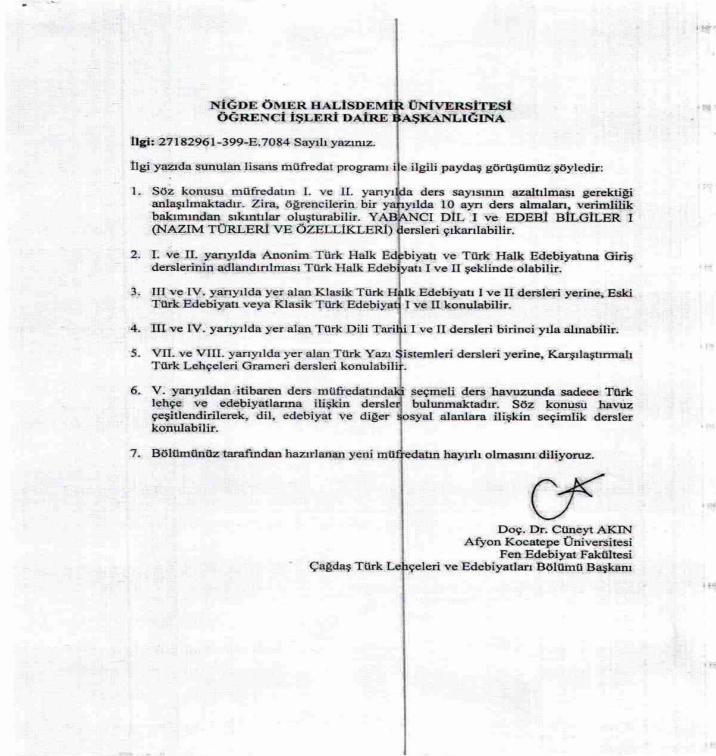 NİĞDE ÖMER HALİSDEMİR ÜNİVERSİTESİ
ÖĞRENCİ İŞLERİ DAİRE BAŞKANLIĞINA
İlgi: 27182961-399-E.7084 Sayılı yazınız.
İlgi yazıda sunulan lisans müfredat programı ile ilgili paydaş görüşümüz şöyledir:
1. Söz konusu müfredatın I. ve II. yarıyılda ders sayısının azaltılması gerektiği
anlaşılmaktadır. Zira, öğrencilerin bir yarıyılda 10 ayrı ders almaları, verimlilik
bakımından sıkıntılar oluşturabilir. YABANCI DİL I ve EDEBİ BİLGİLER I
(NAZIM TÜRLERİ VE ÖZELLİKLERİ) dersleri çıkarılabilir.
2. I. ve II. yarıyılda Anonim Türk Halk Edebiyatı ve Türk Halk Edebiyatına Giriş
derslerinin adlandırılması Türk Halk Edebiyatı I ve II şeklinde olabilir.
3. III ve IV. yarıyılda yer alan Klasik Türk Halk Edebiyatı I ve II dersleri yerine, Eski
Türk Edebiyatı veya Klasik Türk Edebiyatı I ve II konulabilir.
4. III ve IV. yarıyılda yer alan Türk Dili Tarihi I ve II dersleri birinci yıla alınabilir.
5. VII. ve VIII. yarıyılda yer alan Türk Yazı Sistemleri dersleri yerine, Karşılaştırmalı
Türk Lehçeleri Grameri dersleri konulabilir.
6. V. yarıyıldan itibaren ders müfredatındaki seçmeli ders havuzunda sadece Türk
lehçe ve edebiyatlarına ilişkin dersler bulunmaktadır. Söz konusu havuz
çeşitlendirilerek, dil, edebiyat ve diğer sosyal alanlara ilişkin seçimlik dersler
konulabilir.
7. Bölümünüz tarafından hazırlanan yeni müfredatın hayırlı olmasını diliyoruz.
Doç. Dr. Cüneyt AKIN
Afyon Kocatepe Üniversitesi
Fen Edebiyat Fakültesi
Çağdaş Türk Lehçeleri ve Edebiyatları Bölümü Başkanı